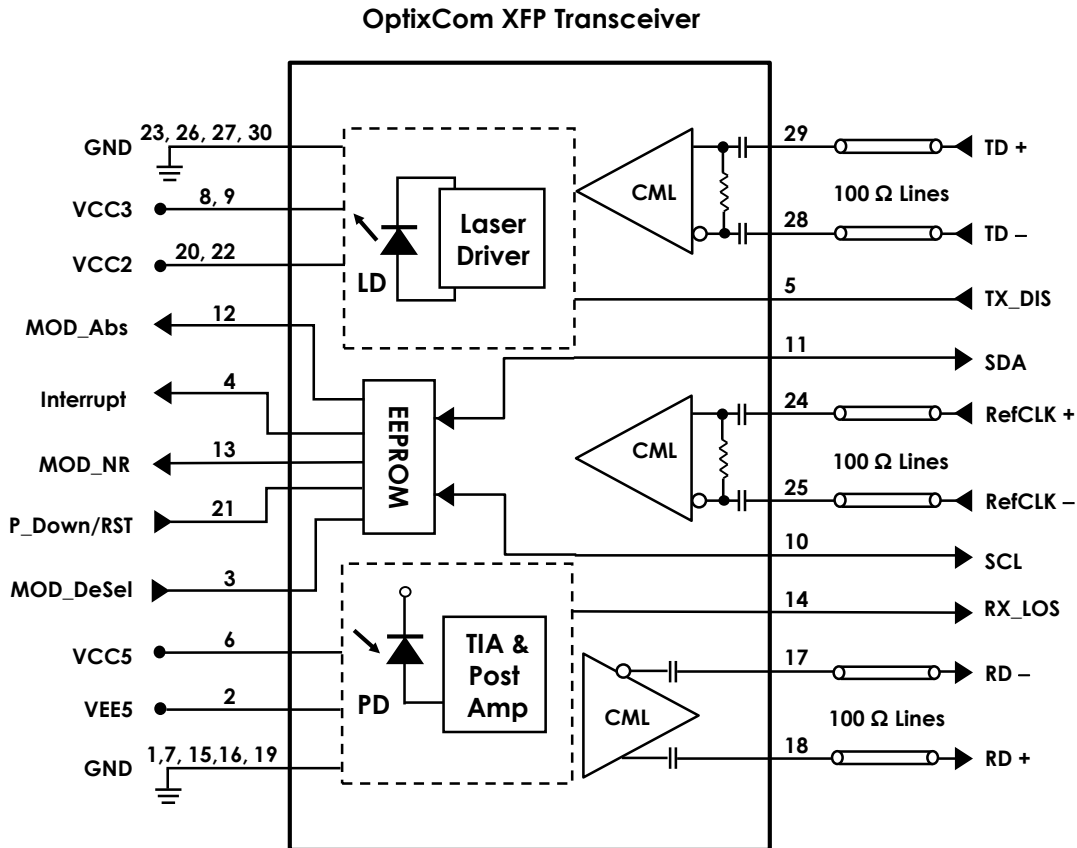 OptixCom XFP Transceiver
GND
23, 26, 27, 30
VCC3
8, 9
VCC2
20, 22
MOD_Abs
12
Interrupt
4
MOD_NR
13
P_Down/RST
21
MOD_DeSel
3
VCC5
6
VEE5
2
GND
1,7, 15,16, 19
LD
Laser
Driver
EEPROM
PD
TIA &
Post
Amp
CML
29
TD +
100 Ω Lines
28
TD –
5
TX_DIS
11
SDA
CML
24
RefCLK +
100 Ω Lines
25
RefCLK –
10
SCL
14
RX_LOS
CML
17
RD –
100 Ω Lines
18
RD +